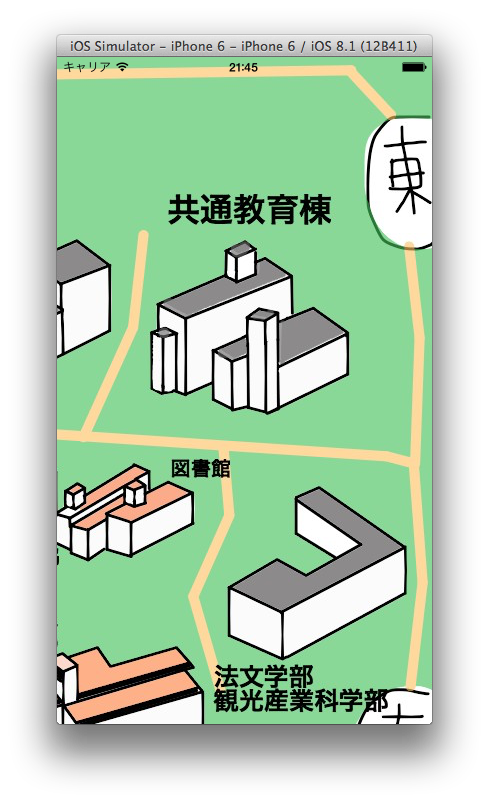 iOS Simulator - iPhone 6 - iPhone 6 / iOS 8.1 (12B411)
キャリア 21:45
東
共通教育棟
図書館
法文学部
観光産業科学部